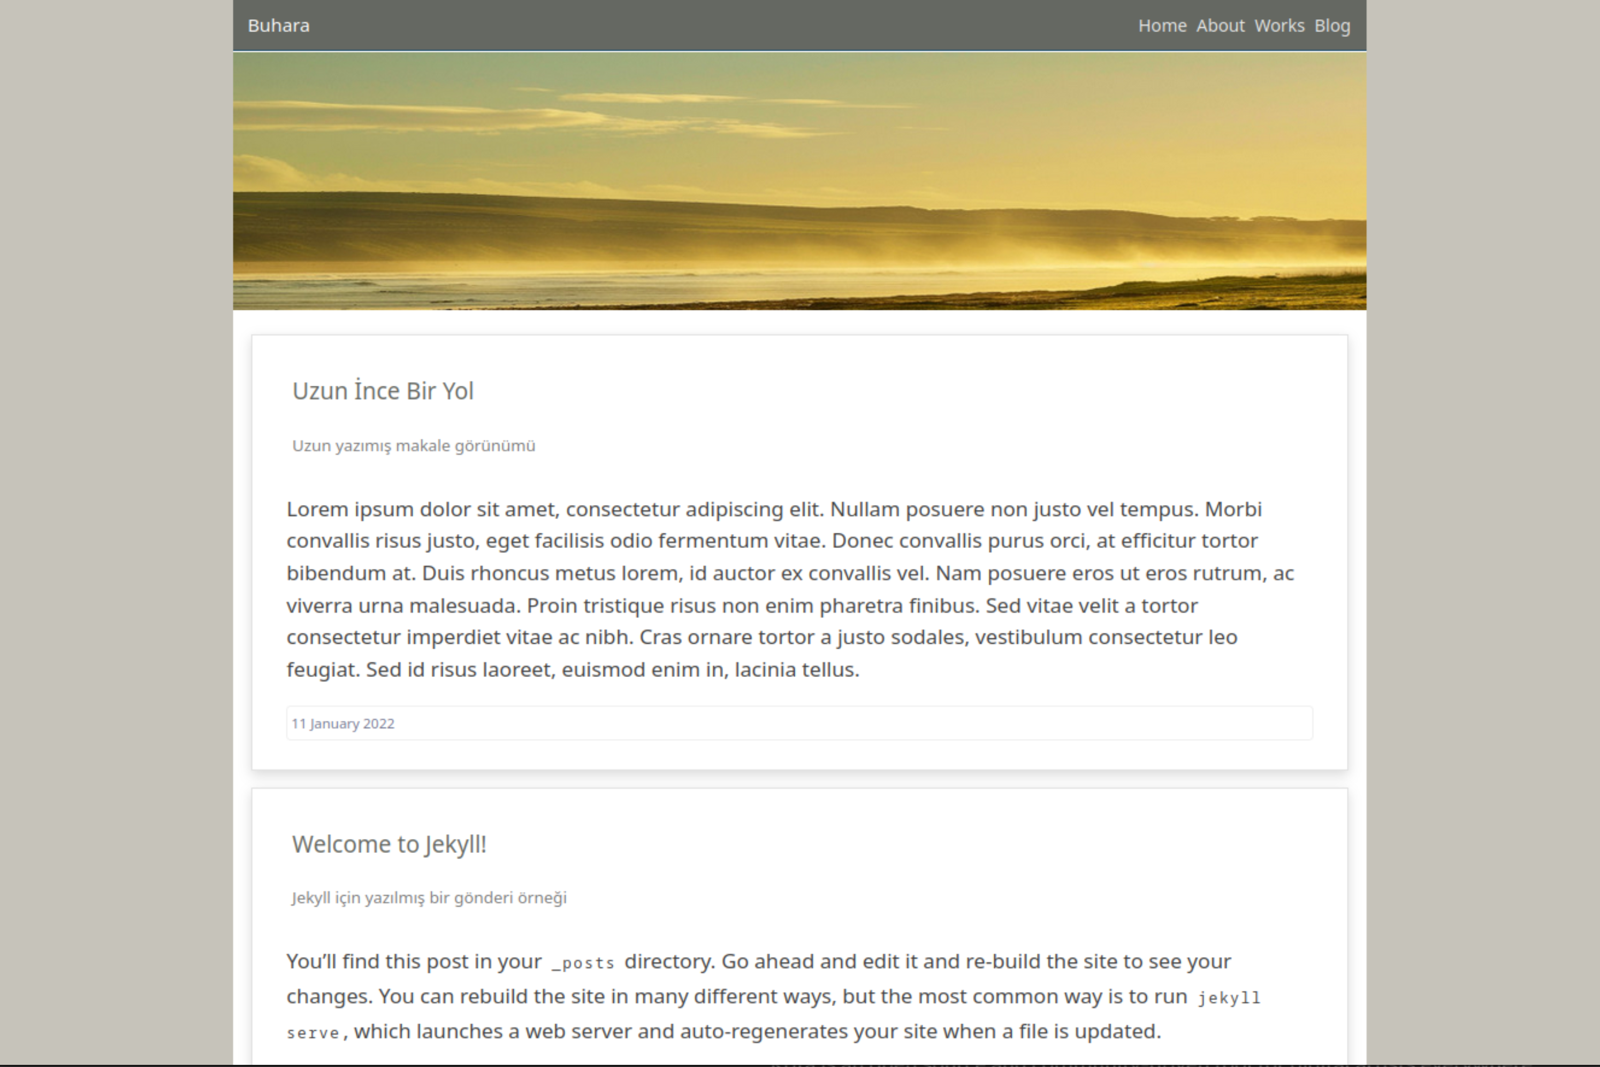 Buhara
Home About Works Blog
Uzun İnce Bir Yol
Uzun yazımış makale görünümü
Lorem ipsum dolor sit amet, consectetur adipiscing elit. Nullam posuere non justo vel tempus. Morbi
convallis risus justo, eget facilisis odio fermentum vitae. Donec convallis purus orci, at efficitur tortor
bibendum at. Duis rhoncus metus lorem, id auctor ex convallis vel. Nam posuere eros ut eros rutrum, ac
viverra urna malesuada. Proin tristique risus non enim pharetra finibus. Sed vitae velit a tortor
consectetur imperdiet vitae ac nibh. Cras ornare tortor a justo sodales, vestibulum consectetur leo
feugiat. Sed id risus laoreet, euismod enim in, lacinia tellus.
11 January 2022
Welcome to Jekyll!
Jekyll için yazılmış bir gönderi örneği
You’ll find this post in your _posts directory. Go ahead and edit it and re-build the site to see your
changes. You can rebuild the site in many different ways, but the most common way is to run jekyll
serve, which launches a web server and auto-regenerates your site when a file is updated.